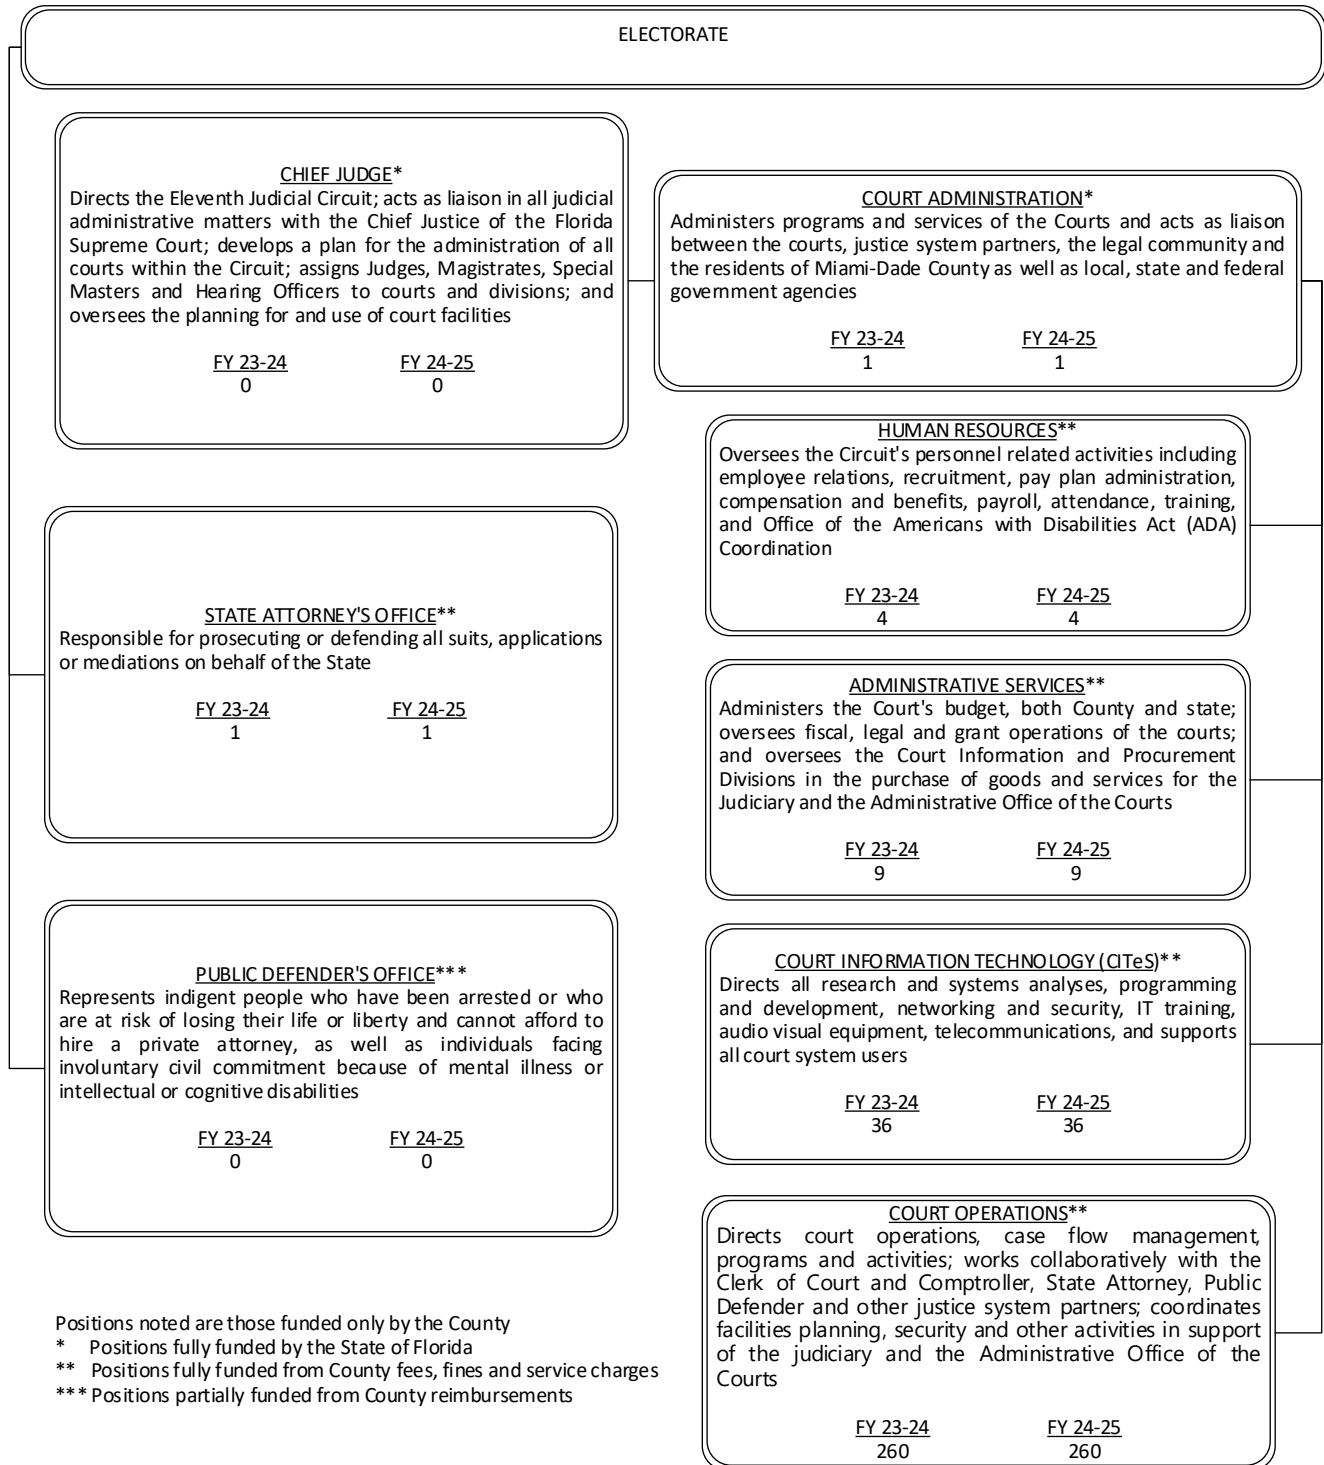 ELECTORATE
CHIEF JUDGE*
Directs the Eleventh Judicial Circuit; acts as liaison in all judicial
administrative matters with the Chief Justice of the Florida
Supreme Court; develops a plan for the administration of all
courts within the Circuit; assigns Judges, Magistrates, Special
Masters and Hearing Officers to courts and divisions; and
oversees the planning for and use of court facilities
FY 23-24 FY 24-25
0 0
COURT ADMINISTRATION*
Administers programs and services of the Courts and acts as liaison
between the courts, justice system partners, the legal community and
the residents of Miami-Dade County as well as local, state and federal
government agencies
FY 23-24 FY 24-25
1 1
HUMAN RESOURCES**
Oversees the Circuit's personnel related activities including
employee relations, recruitment, pay plan administration,
compensation and benefits, payroll, attendance, training,
and Office of the Americans with Disabilities Act (ADA)
Coordination
FY 23-24 FY 24-25
4 4
STATE ATTORNEY'S OFFICE**
Responsible for prosecuting or defending all suits, applications
or mediations on behalf of the State
FY 23-24 FY 24-25
1 1
ADMINISTRATIVE SERVICES**
Administers the Court's budget, both County and state;
oversees fiscal, legal and grant operations of the courts;
and oversees the Court Information and Procurement
Divisions in the purchase of goods and services for the
Judiciary and the Administrative Office of the Courts
FY 23-24 FY 24-25
9 9
PUBLIC DEFENDER'S OFFICE***
Represents indigent people who have been arrested or who
are at risk of losing their life or liberty and cannot afford to
hire a private attorney, as well as individuals facing
involuntary civil commitment because of mental illness or
intellectual or cognitive disabilities
FY 23-24 FY 24-25
0 0
COURT INFORMATION TECHNOLOGY (CITeS)**
Directs all research and systems analyses, programming
and development, networking and security, IT training,
audio visual equipment, telecommunications, and supports
all court system users
FY 23-24 FY 24-25
36 36
COURT OPERATIONS**
Directs court operations, case flow management,
programs and activities; works collaboratively with the
Clerk of Court and Comptroller, State Attorney, Public
Defender and other justice system partners; coordinates
facilities planning, security and other activities in support
of the judiciary and the Administrative Office of the
Courts
FY 23-24 FY 24-25
260 260
Positions noted are those funded only by the County
* Positions fully funded by the State of Florida
** Positions fully funded from County fees, fines and service charges
*** Positions partially funded from County reimbursements